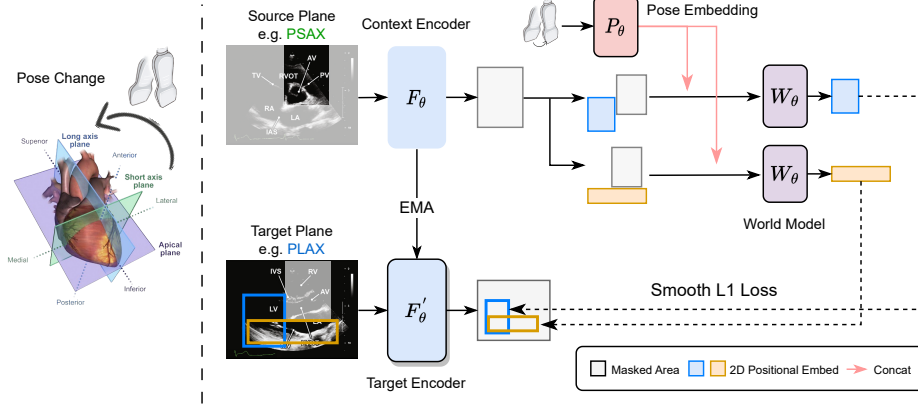 Pose Change
Superior
Long axis
plane
Anterior
Short axis
plane
Lateral
Apical
plane
Medial
Inferior
Posterior
Source Plane
e.g. PSAX
TV
RVOT
AV
PV
RA
LA
IAS
Context Encoder
Fθ
EMA
Target Plane
e.g. PLAX
IVS
RV
AV
LV
LA
F'θ
Target Encoder
Pθ
Pose Embedding
Wθ
Wθ
World Model
Smooth L1 Loss
Masked Area
2D Positional Embed
Concat